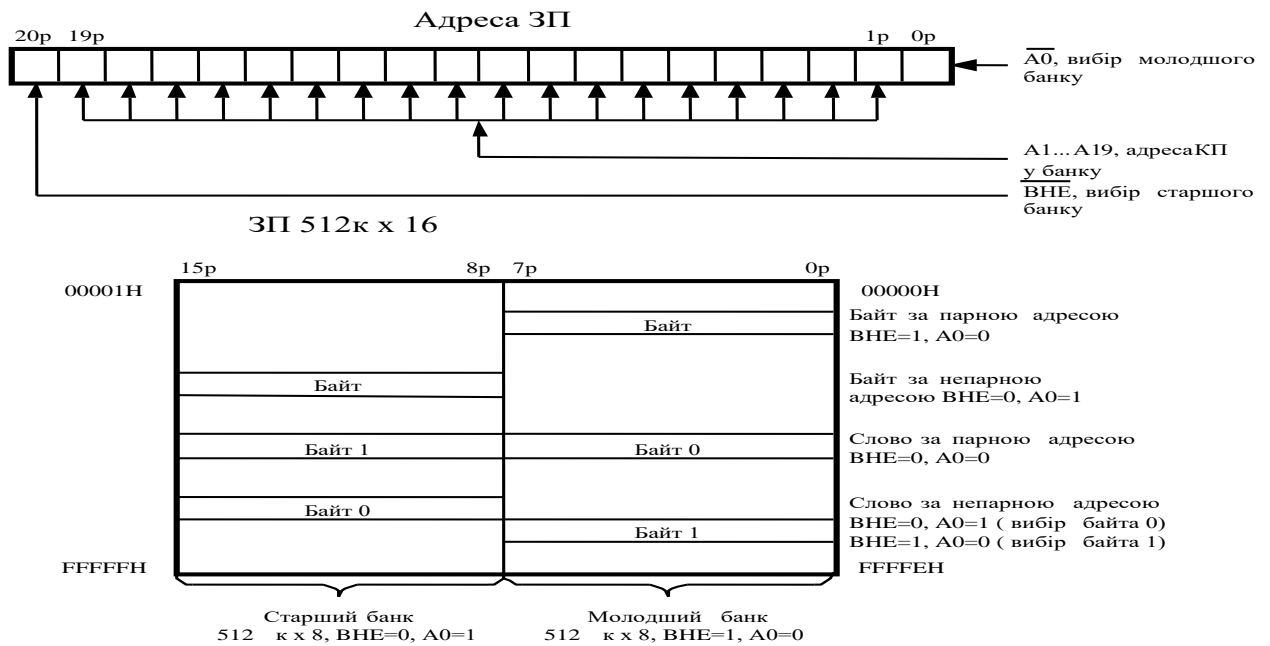 Адреса ЗП
20р 19р 1р 0р
A0, вибір молодшого
банку
A1...A19, адресаКП
у банку
BHE, вибір старшого
банку
ЗП 512к х 16
15р 8р 7р 0р
00001H 00000H
Байт
Байт за парною адресою
BHE=1, A0=0
Байт
Байт за непарною
адресою BHE=0, A0=1
Байт 1 Байт 0
Слово за парною адресою
BHE=0, A0=0
Байт 0
Байт 1
Слово за непарною адресою
BHE=0, A0=1 ( вибір байта 0)
BHE=1, A0=0 ( вибір байта 1)
FFFFFH FFFFEH
Старший банк
512 к х 8, BHE=0, A0=1
Молодший банк
512 к х 8, BHE=1, A0=0